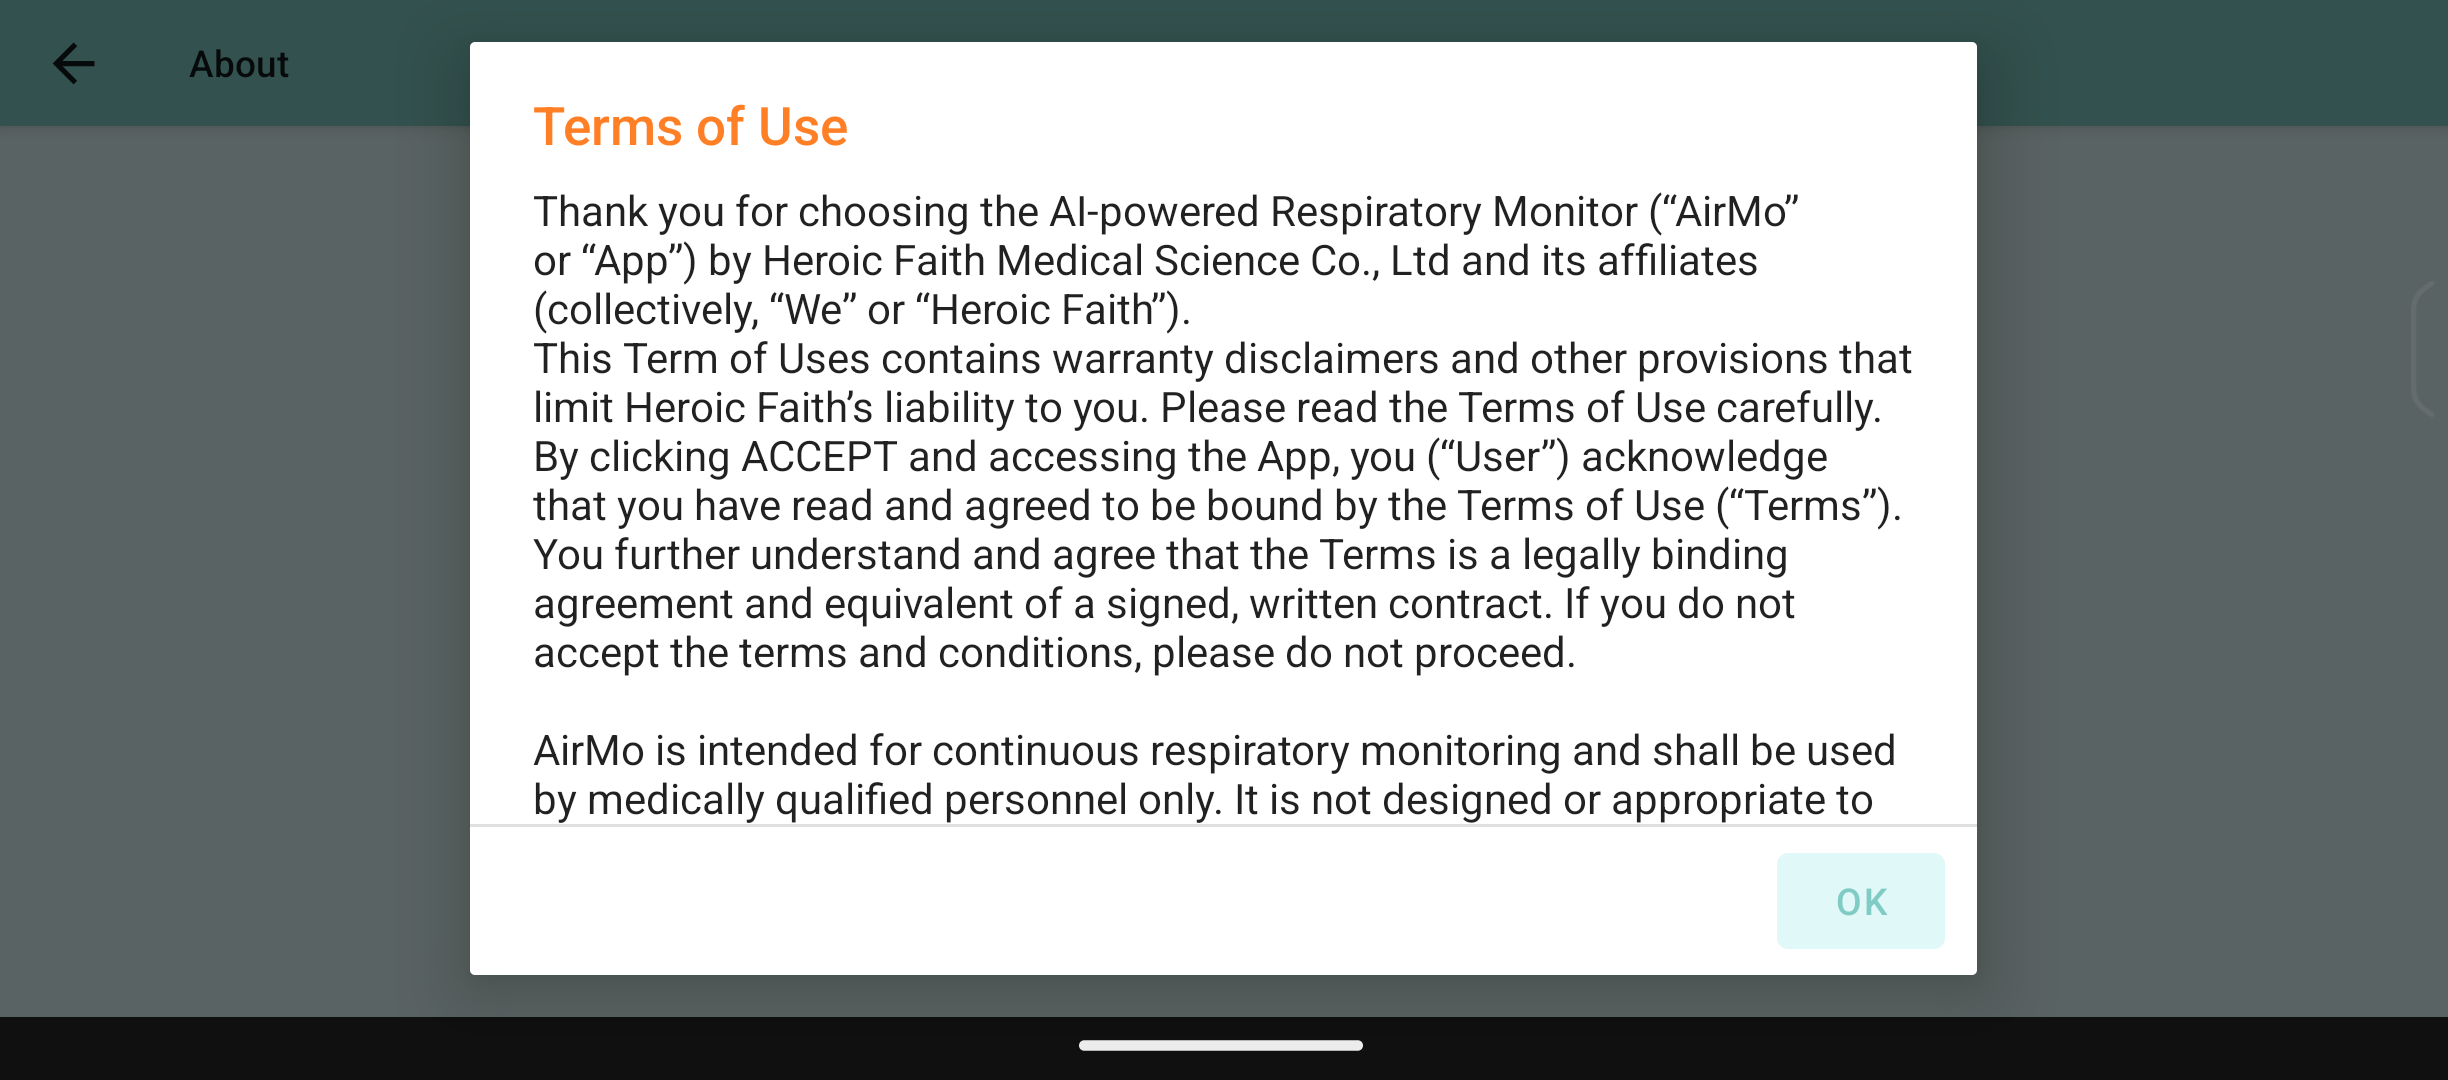 About
Terms of Use
Thank you for choosing the AI-powered Respiratory Monitor (“AirMo”
or “App”) by Heroic Faith Medical Science Co., Ltd and its affiliates
(collectively, “We” or “Heroic Faith”).
This Term of Uses contains warranty disclaimers and other provisions that
limit Heroic Faith’s liability to you. Please read the Terms of Use carefully.
By clicking ACCEPT and accessing the App, you (“User”) acknowledge
that you have read and agreed to be bound by the Terms of Use (“Terms”).
You further understand and agree that the Terms is a legally binding
agreement and equivalent of a signed, written contract. If you do not
accept the terms and conditions, please do not proceed.
AirMo is intended for continuous respiratory monitoring and shall be used
by medically qualified personnel only. It is not designed or appropriate to
OK